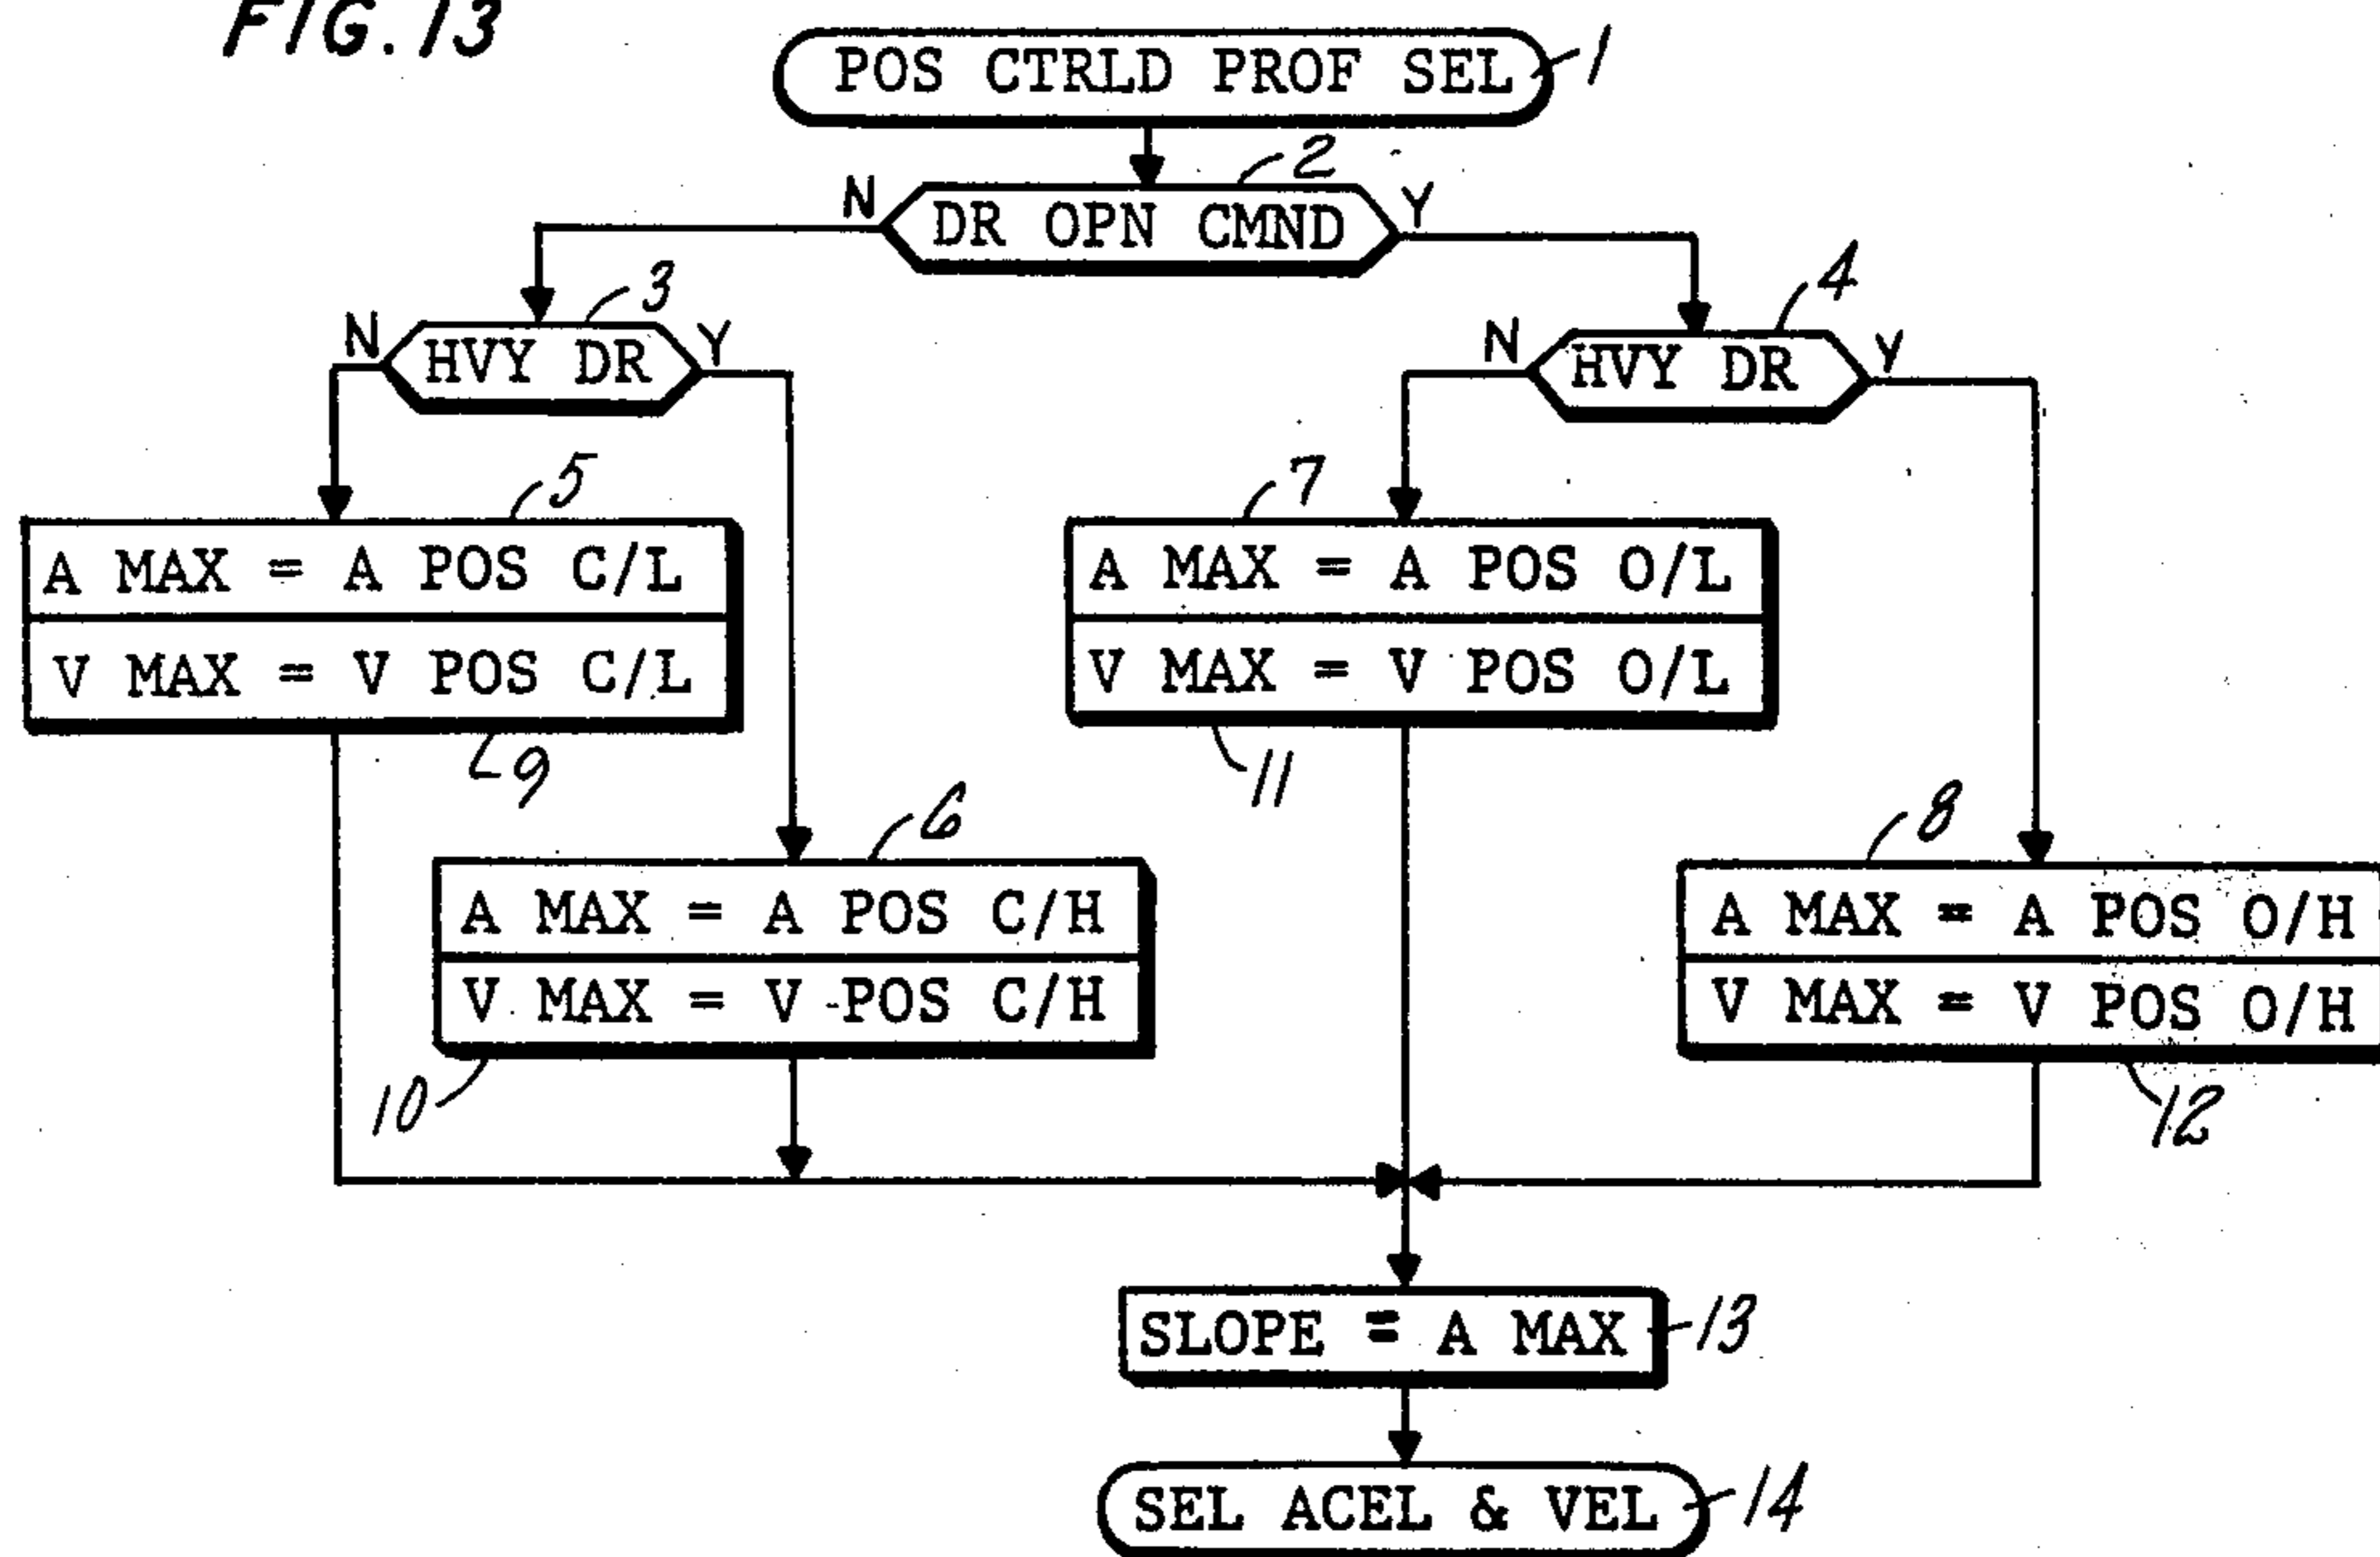 FIG. 13
POS CTRLD PROF SEL
1
2
N
DR OPN CMND
Y
3
4
N
HVY DR
Y
N
HVY DR
Y
5
7
A MAX = A POS C/L
V MAX = V POS C/L
A MAX = A POS O/L
V MAX = V POS O/L
9
11
6
8
A MAX = A POS C/H
V MAX = V POS C/H
A MAX = A POS O/H
V MAX = V POS O/H
10
12
SLOPE = A MAX
13
SEL ACEL & VEL
14